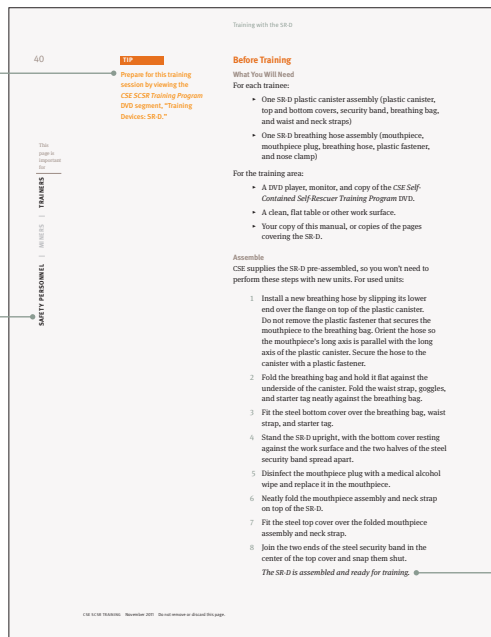 Training with the SR-D
40
TIP
Prepare for this training
session by viewing the
CSE SCSR Training Program
DVD segment, "Training
Devices: SR-D."
This
page is
important
for
TRAINERS | MINERS | SAFETY PERSONNEL
Before Training
What You Will Need
For each trainee:
‣ One SR-D plastic canister assembly (plastic canister,
top and bottom covers, security band, breathing bag,
and waist and neck straps)
‣ One SR-D breathing hose assembly (mouthpiece,
mouthpiece plug, breathing hose, plastic fastener,
and nose clamp)
For the training area:
‣ A DVD player, monitor, and copy of the CSE Self-
Contained Self-Rescuer Training Program DVD.
‣ A clean, flat table or other work surface.
‣ Your copy of this manual, or copies of the pages
covering the SR-D.
Assemble
CSE supplies the SR-D pre-assembled, so you won't need to
perform these steps with new units. For used units:
1 Install a new breathing hose by slipping its lower
end over the flange on top of the plastic canister.
Do not remove the plastic fastener that secures the
mouthpiece to the breathing bag. Orient the hose so
the mouthpiece's long axis is parallel with the long
axis of the plastic canister. Secure the hose to the
canister with a plastic fastener.
2 Fold the breathing bag and hold it flat against the
underside of the canister. Fold the waist strap, goggles,
and starter tag neatly against the breathing bag.
3 Fit the steel bottom cover over the breathing bag, waist
strap, and starter tag.
4 Stand the SR-D upright, with the bottom cover resting
against the work surface and the two halves of the steel
security band spread apart.
5 Disinfect the mouthpiece plug with a medical alcohol
wipe and replace it in the mouthpiece.
6 Neatly fold the mouthpiece assembly and neck strap
on top of the SR-D.
7 Fit the steel top cover over the folded mouthpiece
assembly and neck strap.
8 Join the two ends of the steel security band in the
center of the top cover and snap them shut.
The SR-D is assembled and ready for training.
CSE SCSR TRAINING November 2011 Do not remove or discard this page.